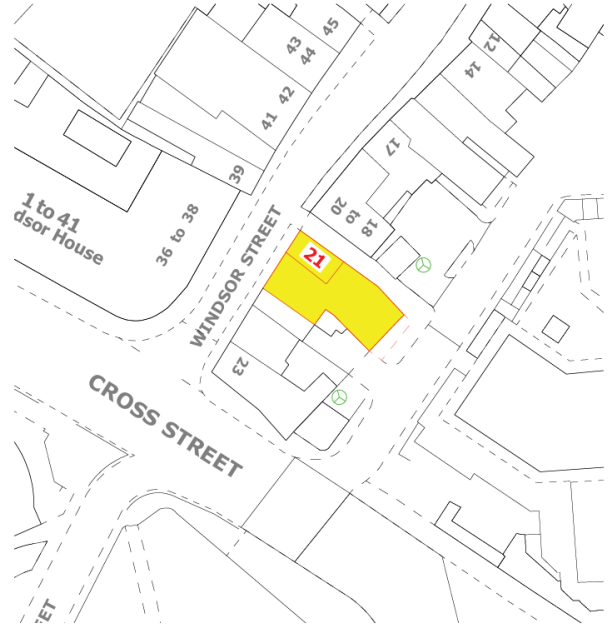 45
43
44
12
14
42
41
17
39
1 to 41
dsor House
36 to 38
20
to
18
WINDSOR STREET
21
23
CROSS STREET
EET